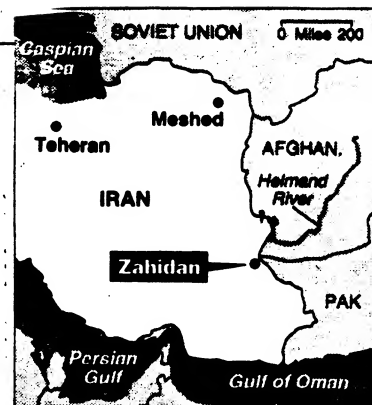 SOVIET UNION
0 Miles 200
Caspian
Sea
Meshed
Teheran
AFGHAN.
Helmand
River
IRAN
Zahidan
PAK
Persian
Gulf
Gulf of Oman